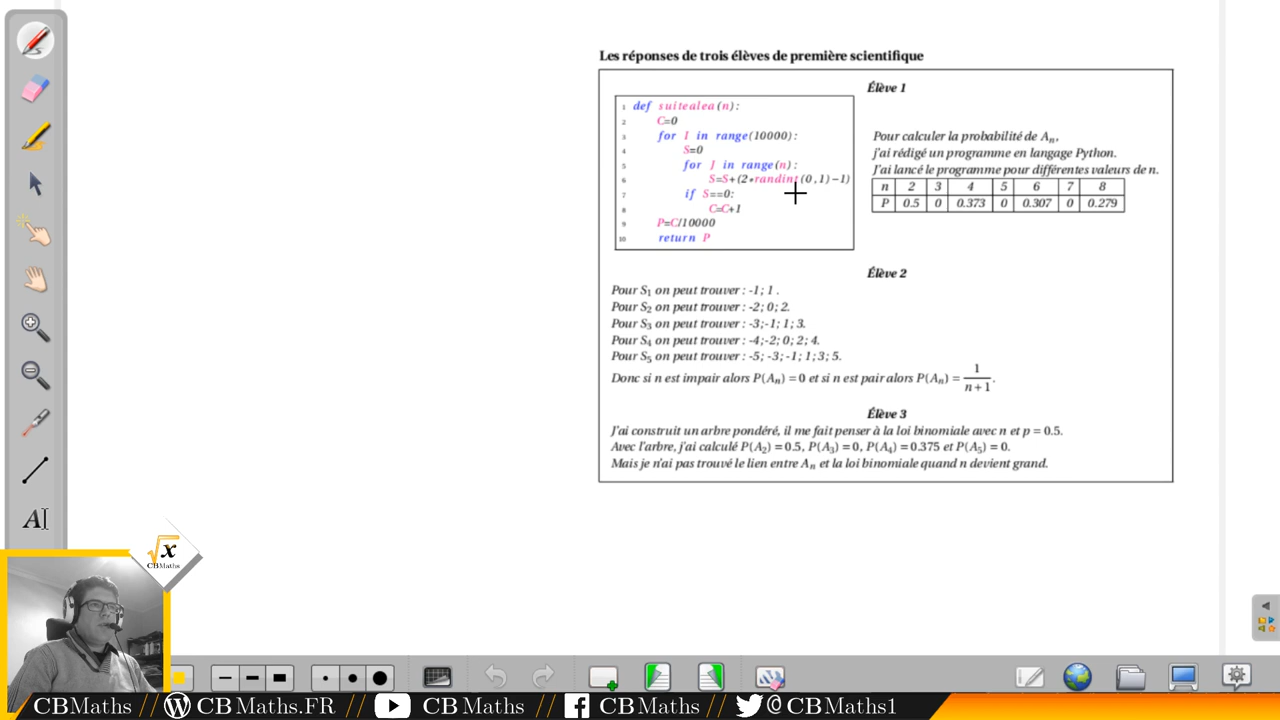 Les réponses de trois élèves de première scientifique
Élève 1
1 def suitealea(n):
2 C=0
3 for I in range(10000):
4 S=0
5 for J in range(n):
6 S=S+(2*randint(0,1)-1)
7 if S==0:
8 C=C+1
9 P=C/10000
10 return P
Pour calculer la probabilité de Aₙ,
j'ai rédigé un programme en langage Python.
J'ai lancé le programme pour différentes valeurs de n.
n 2 3 4 5 6 7 8
P 0.5 0 0.373 0 0.307 0 0.279
Élève 2
Pour S₁ on peut trouver : -1; 1 .
Pour S₂ on peut trouver : -2; 0; 2.
Pour S₃ on peut trouver : -3;-1; 1; 3.
Pour S₄ on peut trouver : -4;-2; 0; 2; 4.
Pour S₅ on peut trouver : -5; -3; -1; 1; 3; 5.
Donc si n est impair alors P(Aₙ) = 0 et si n est pair alors P(Aₙ) = 1/(n+1).
Élève 3
J'ai construit un arbre pondéré, il me fait penser à la loi binomiale avec n et p = 0.5.
Avec l'arbre, j'ai calculé P(A₂) = 0.5, P(A₃) = 0, P(A₄) = 0.375 et P(A₅) = 0.
Mais je n'ai pas trouvé le lien entre Aₙ et la loi binomiale quand n devient grand.
AI
√x
CBMaths
CBMaths // CBMaths.FR // CBMaths // CBMaths // @CBMaths1